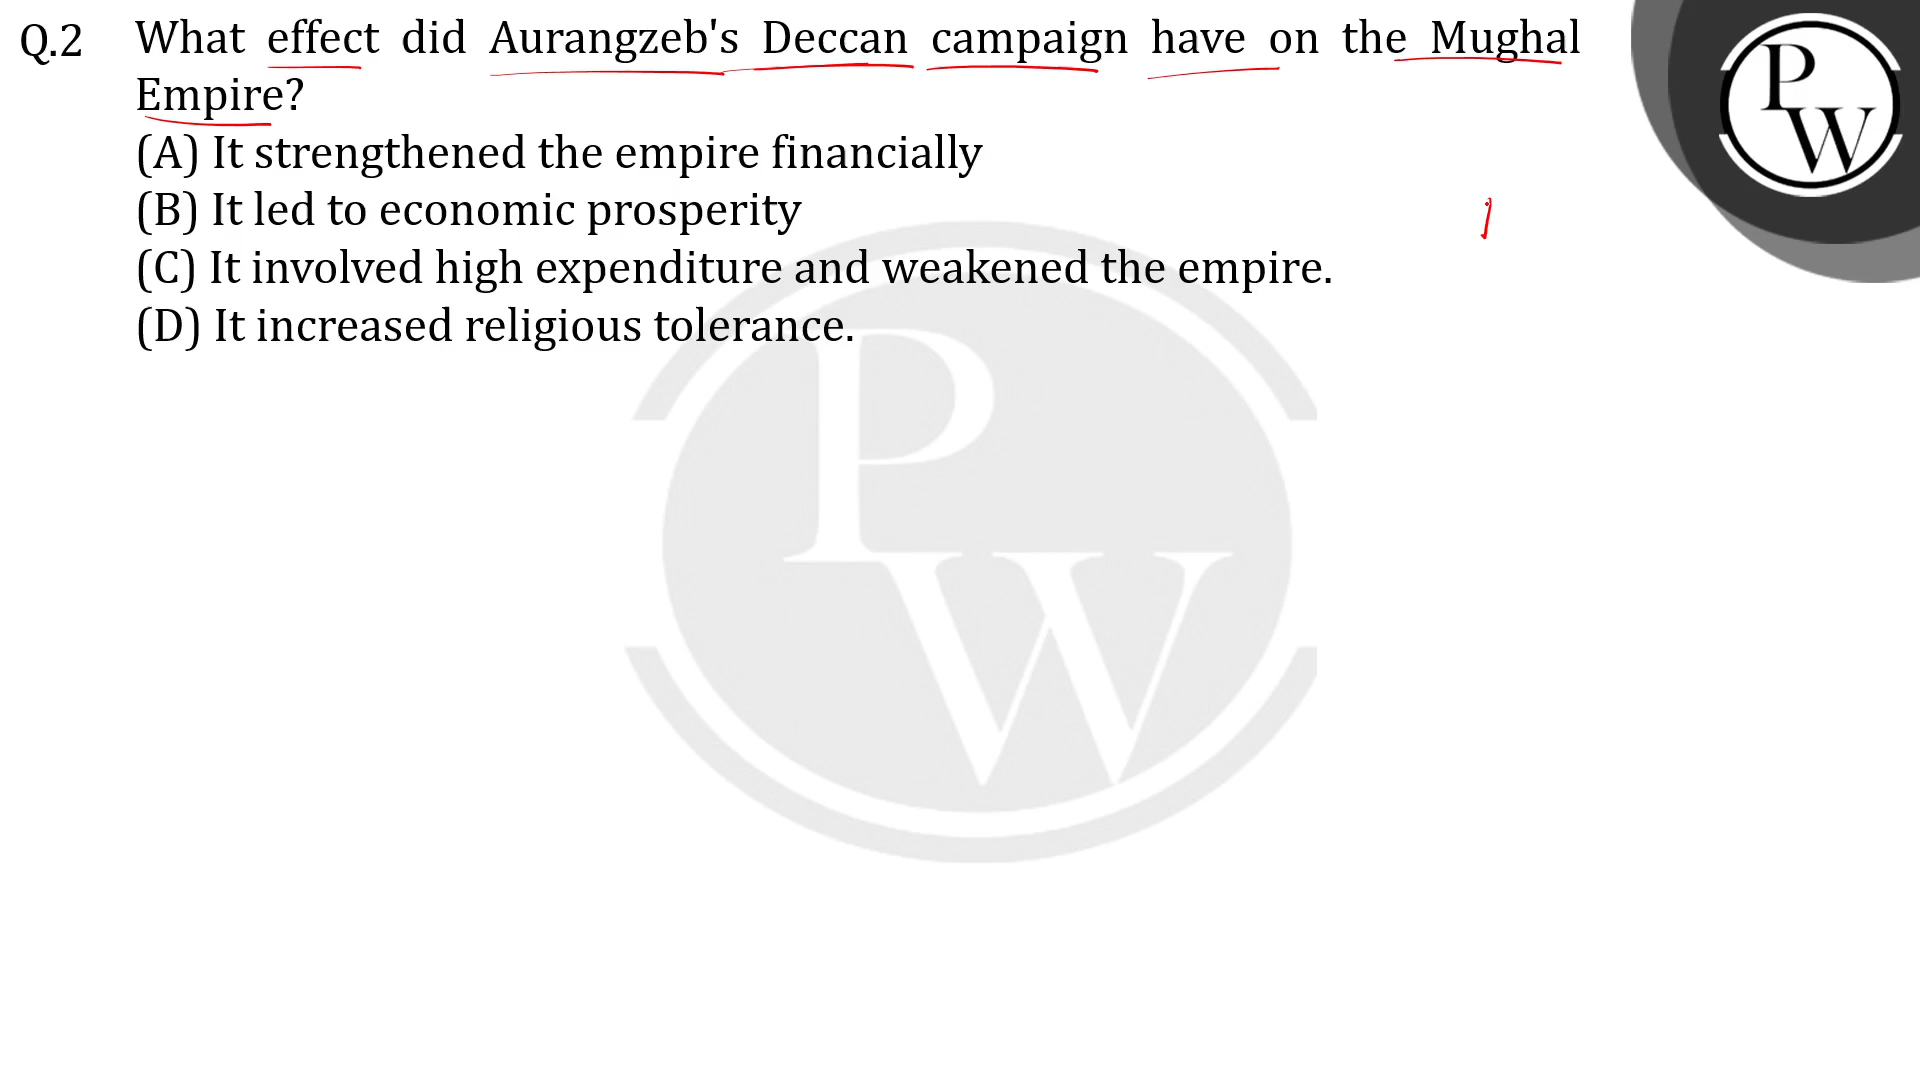 Q.2 What effect did Aurangzeb's Deccan campaign have on the Mughal
Empire?
(A) It strengthened the empire financially
(B) It led to economic prosperity
(C) It involved high expenditure and weakened the empire.
(D) It increased religious tolerance.
PW
PW